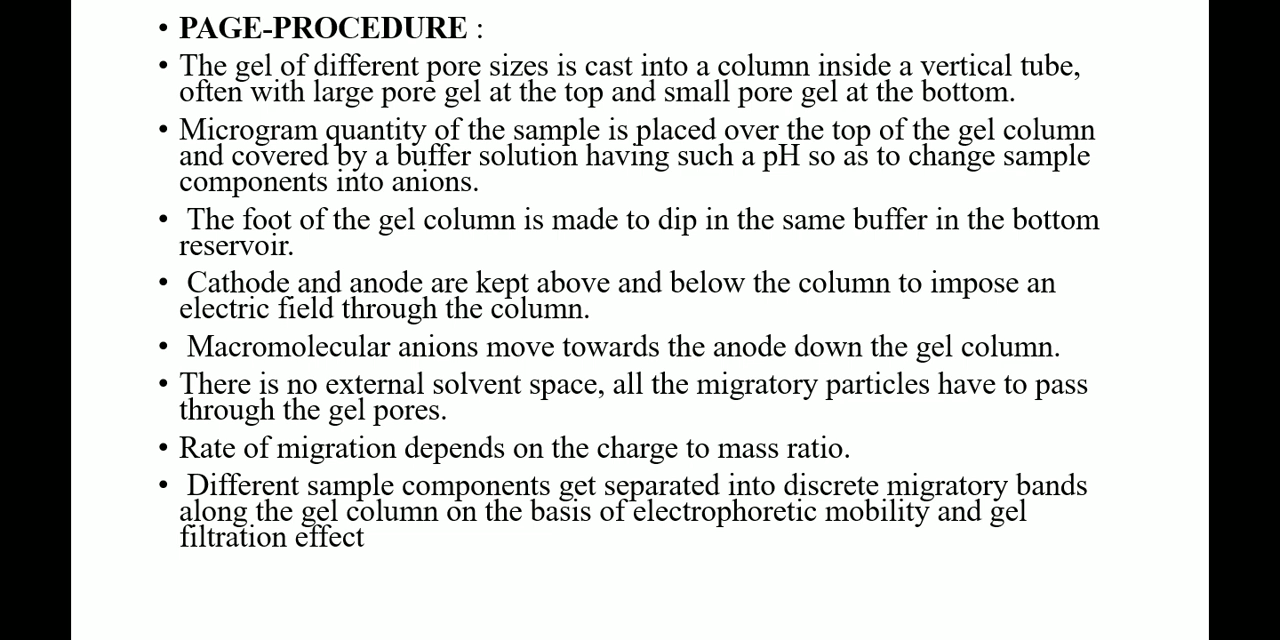 • PAGE-PROCEDURE :
• The gel of different pore sizes is cast into a column inside a vertical tube,
often with large pore gel at the top and small pore gel at the bottom.
• Microgram quantity of the sample is placed over the top of the gel column
and covered by a buffer solution having such a pH so as to change sample
components into anions.
• The foot of the gel column is made to dip in the same buffer in the bottom
reservoir.
• Cathode and anode are kept above and below the column to impose an
electric field through the column.
• Macromolecular anions move towards the anode down the gel column.
• There is no external solvent space, all the migratory particles have to pass
through the gel pores.
• Rate of migration depends on the charge to mass ratio.
• Different sample components get separated into discrete migratory bands
along the gel column on the basis of electrophoretic mobility and gel
filtration effect